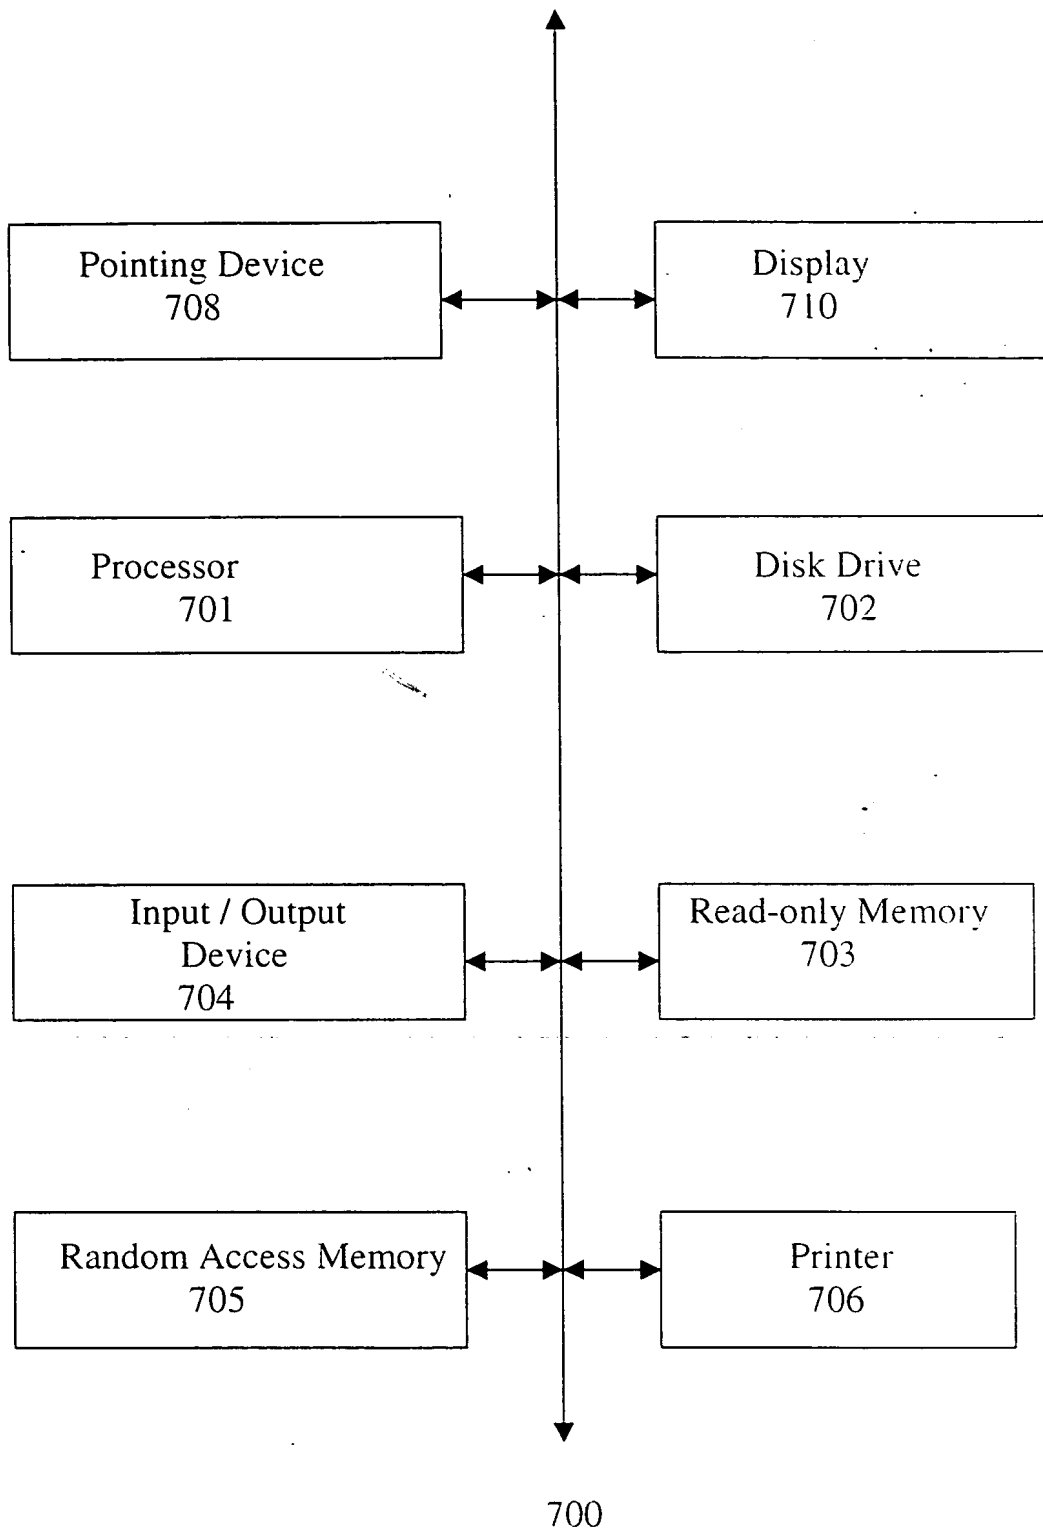 Pointing Device
708
Display
710
Processor
701
Disk Drive
702
Input / Output
Device
704
Read-only Memory
703
Random Access Memory
705
Printer
706
700